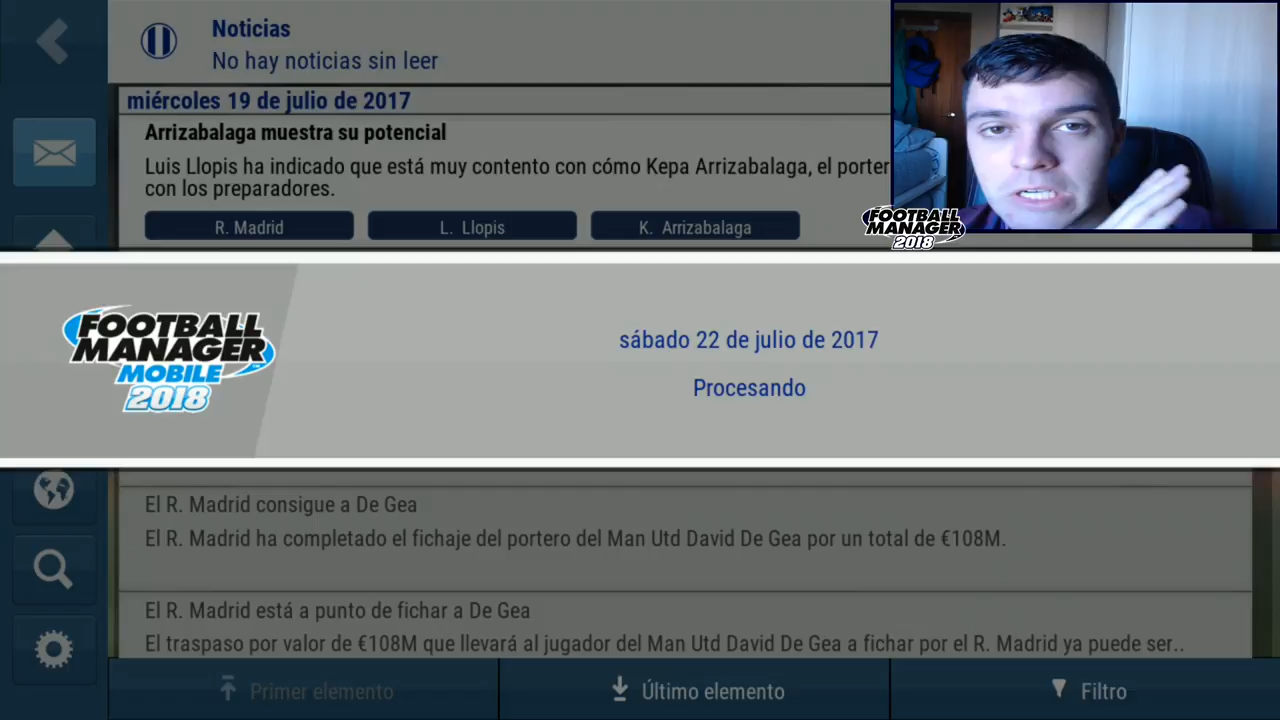 Noticias
No hay noticias sin leer
miércoles 19 de julio de 2017
Arrizabalaga muestra su potencial
Luis Llopis ha indicado que está muy contento con cómo Kepa Arrizabalaga, el porter
con los preparadores.
R. Madrid
L. Llopis
K. Arrizabalaga
FOOTBALL
MANAGER
2018
FOOTBALL
MANAGER
MOBILE
2018
sábado 22 de julio de 2017
Procesando
El R. Madrid consigue a De Gea
El R. Madrid ha completado el fichaje del portero del Man Utd David De Gea por un total de €108M.
El R. Madrid está a punto de fichar a De Gea
El traspaso por valor de €108M que llevará al jugador del Man Utd David De Gea a fichar por el R. Madrid ya puede ser..
Primer elemento
Último elemento
Filtro